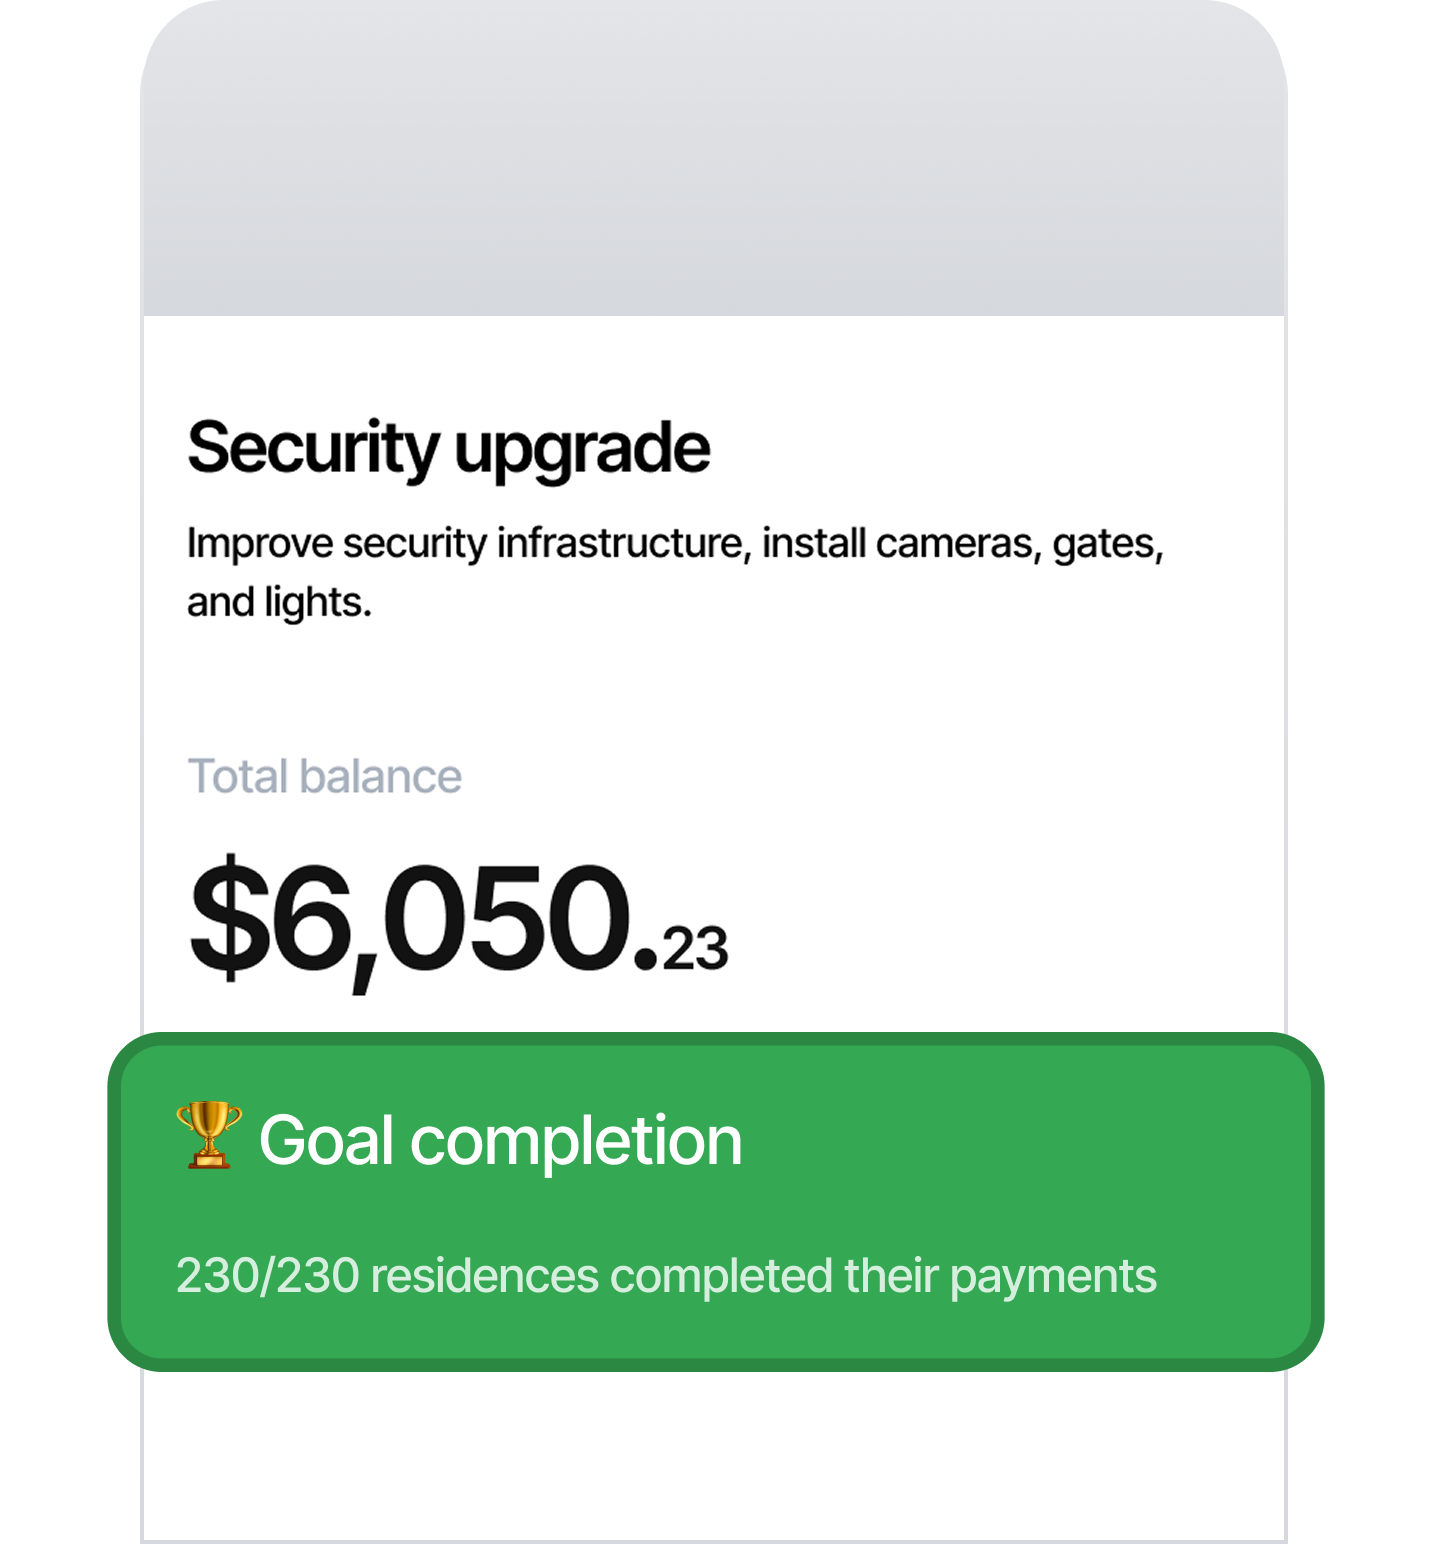 Security upgrade
Improve security infrastructure, install cameras, gates,
and lights.
Total balance
$6,050.23
🏆 Goal completion
230/230 residences completed their payments